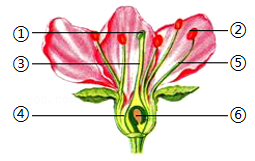 ① ②
③ ⑤
④ ⑥